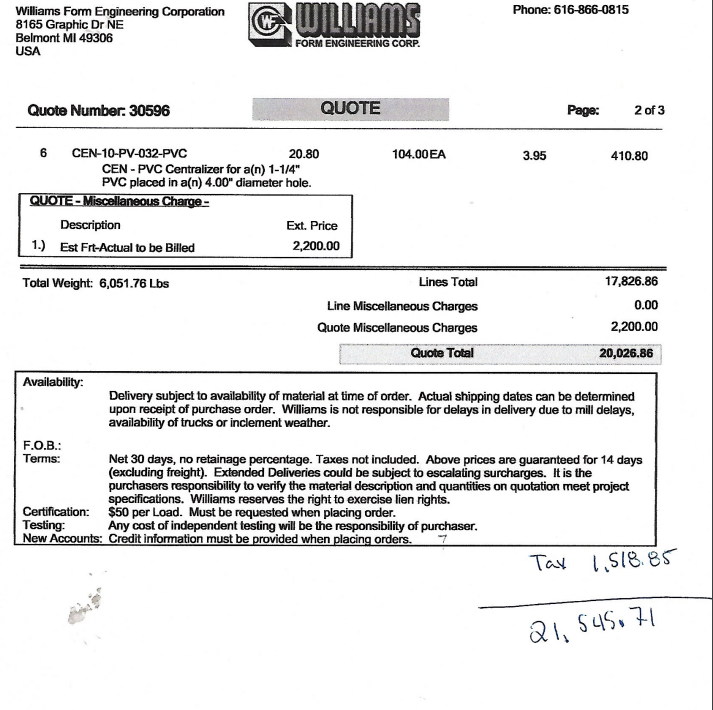 Williams Form Engineering Corporation
8165 Graphic Dr NE
Belmont MI 49306
USA
WILLIAMS
FORM ENGINEERING CORP.
Phone: 616-866-0815
Quote Number: 30596 QUOTE Page: 2 of 3
6 CEN-10-PV-032-PVC 20.80 104.00EA 3.95 410.80
CEN - PVC Centralizer for a(n) 1-1/4"
PVC placed in a(n) 4.00" diameter hole.
QUOTE - Miscellaneous Charge -
Description Ext. Price
1.) Est Frt-Actual to be Billed 2,200.00
Total Weight: 6,051.76 Lbs Lines Total 17,826.86
Line Miscellaneous Charges 0.00
Quote Miscellaneous Charges 2,200.00
Quote Total 20,026.86
Availability:
Delivery subject to availability of material at time of order. Actual shipping dates can be determined
upon receipt of purchase order. Williams is not responsible for delays in delivery due to mill delays,
availability of trucks or inclement weather.
F.O.B.:
Terms: Net 30 days, no retainage percentage. Taxes not included. Above prices are guaranteed for 14 days
(excluding freight). Extended Deliveries could be subject to escalating surcharges. It is the
purchasers responsibility to verify the material description and quantities on quotation meet project
specifications. Williams reserves the right to exercise lien rights.
Certification: $50 per Load. Must be requested when placing order.
Testing: Any cost of independent testing will be the responsibility of purchaser.
New Accounts: Credit information must be provided when placing orders.
Tax 1,518.85
21,545.71